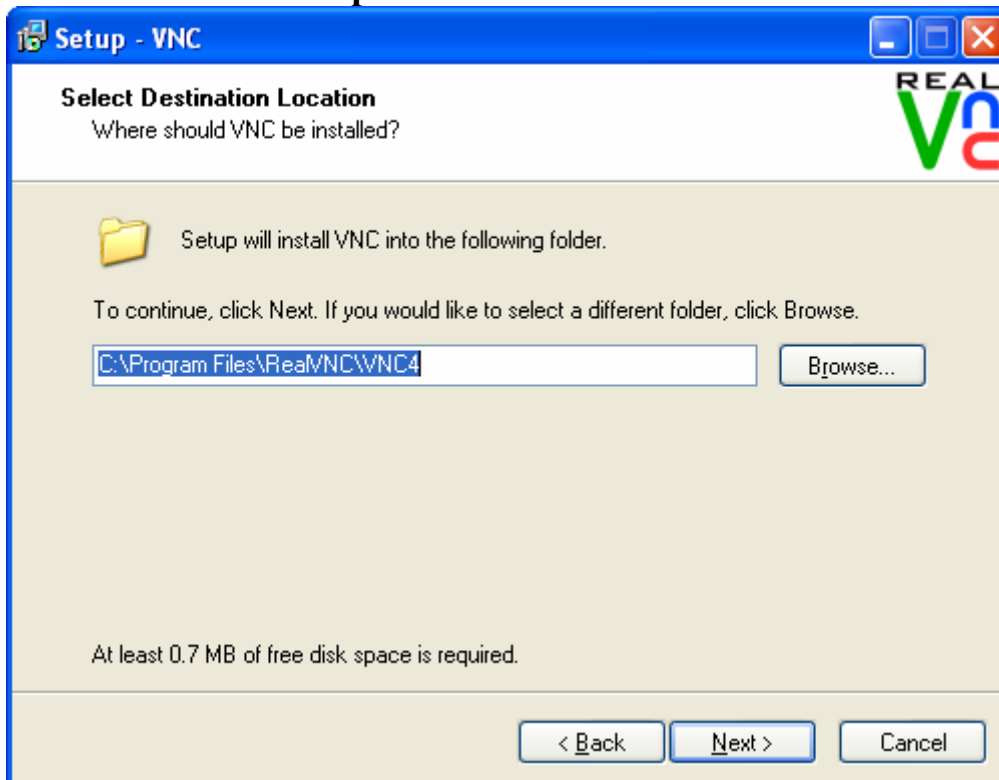 Setup - VNC
Select Destination Location
Where should VNC be installed?
REAL
Vnc
Setup will install VNC into the following folder.
To continue, click Next. If you would like to select a different folder, click Browse.
C:\Program Files\RealVNC\VNC4
Browse...
At least 0.7 MB of free disk space is required.
< Back
Next >
Cancel